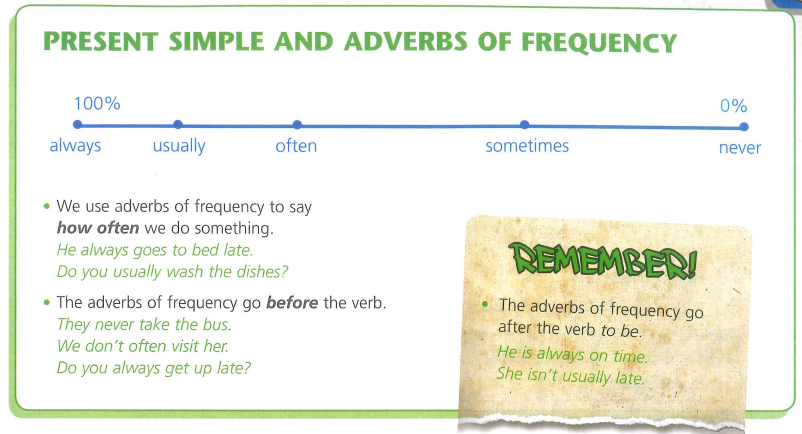 PRESENT SIMPLE AND ADVERBS OF FREQUENCY
100%
0%
always usually often sometimes never
• We use adverbs of frequency to say
how often we do something.
He always goes to bed late.
Do you usually wash the dishes?
• The adverbs of frequency go before the verb.
They never take the bus.
We don't often visit her.
Do you always get up late?
REMEMBER!
• The adverbs of frequency go
after the verb to be.
He is always on time.
She isn't usually late.